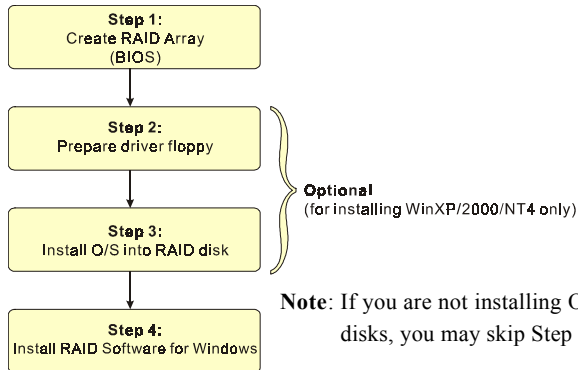 Step 1:
Create RAID Array
(BIOS)
Step 2:
Prepare driver floppy
Optional
(for installing WinXP/2000/NT4 only)
Step 3:
Install O/S into RAID disk
Note: If you are not installing
disks, you may skip Step
Step 4:
Install RAID Software for Windows